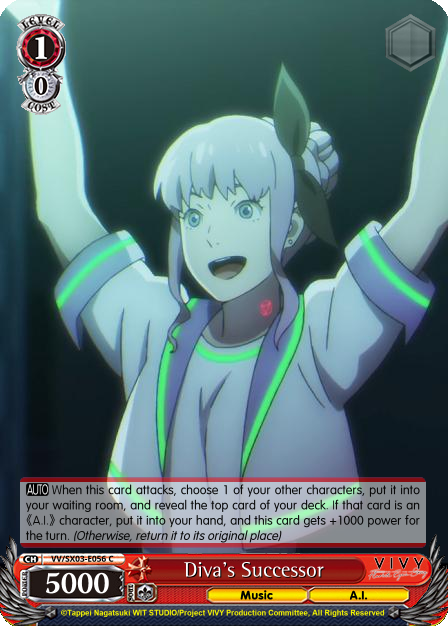 LEVEL
1
0
COST
AUTO When this card attacks, choose 1 of your other characters, put it into
your waiting room, and reveal the top card of your deck. If that card is an
《A.I.》 character, put it into your hand, and this card gets +1000 power for
the turn. (Otherwise, return it to its original place)
CH VV/SX03-E056 C
POWER 5000 SOUL Diva's Successor VIVY
Music A.I.
©Tappei Nagatsuki WIT STUDIO/Project VIVY Production Committee, All Rights Reserved